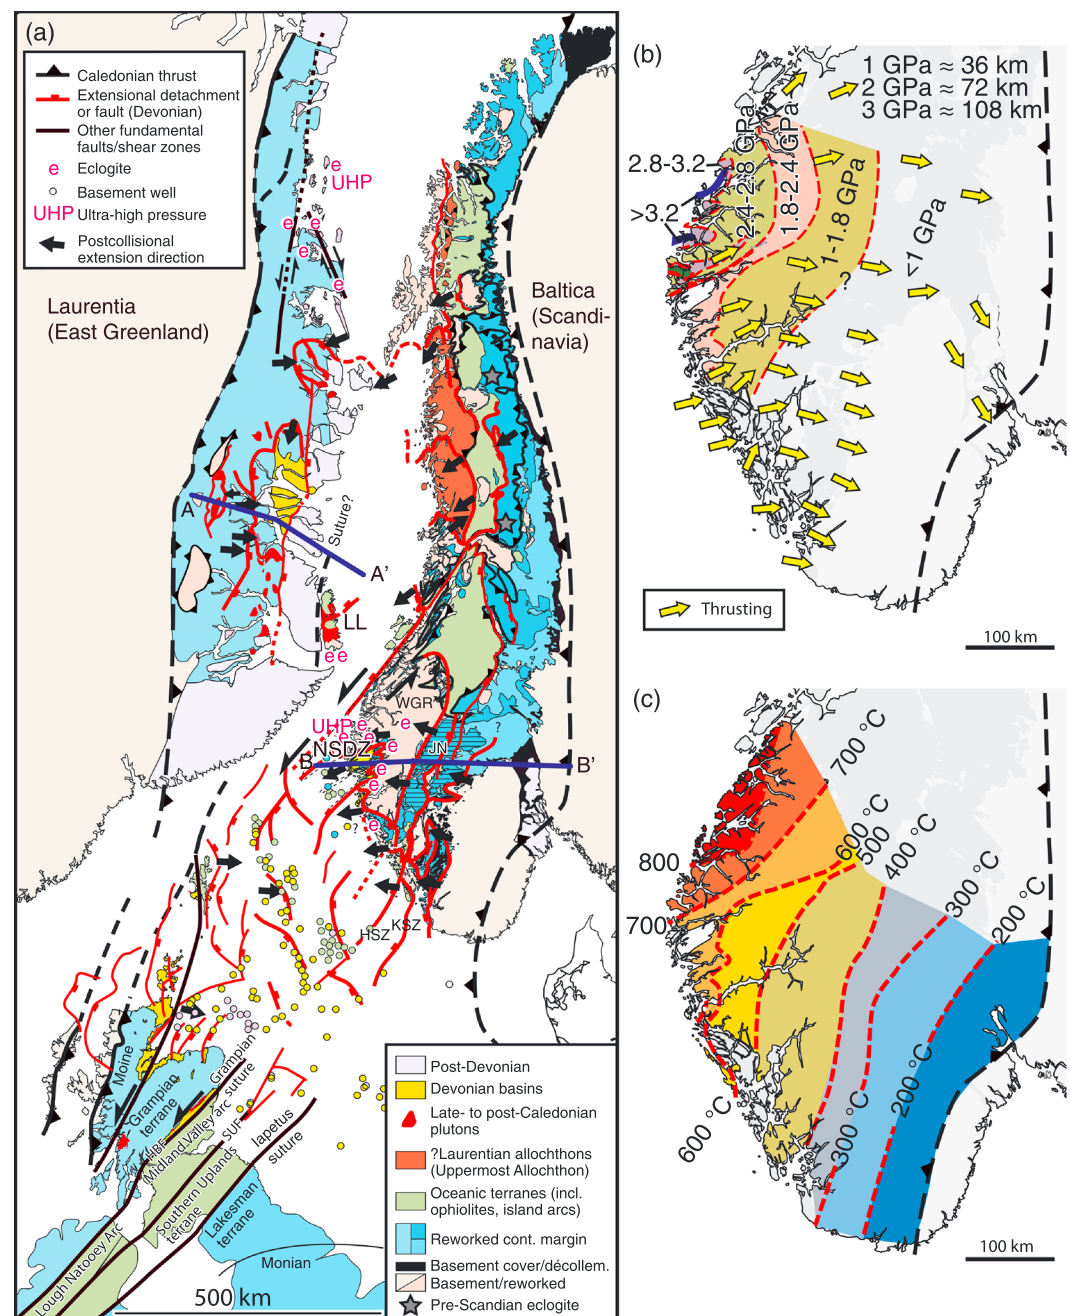 (a)
Caledonian thrust
Extensional detachment
or fault (Devonian)
Other fundamental
faults/shear zones
e Eclogite
Basement well
UHP Ultra-high pressure
Postcollisional
extension direction
Laurentia
(East Greenland)
Baltica
(Scandi-
navia)
e
UHP
e
e
e
e
A
A'
Suture?
LL
e e
WGR
UHP
e
e
e
e
NSDZ
JN
?
B
B'
e
e
e
?
HSZ
KSZ
Moine
Grampian
terrane
Grampian
arc suture
HBF
Midland Valley
SUF
Iapetus
suture
Southern Uplands
terrane
Lakesman
terrane
Lough Natooey Arc
Monian
500 km
Post-Devonian
Devonian basins
Late- to post-Caledonian
plutons
?Laurentian allochthons
(Uppermost Allochthon)
Oceanic terranes (incl.
ophiolites, island arcs)
Reworked cont. margin
Basement cover/décollem.
Basement/reworked
Pre-Scandian eclogite
(b)
1 GPa ≈ 36 km
2 GPa ≈ 72 km
3 GPa ≈ 108 km
2.8-3.2
>3.2
2.4-2.8 GPa
1.8-2.4 GPa
1-1.8 GPa
?
<1 GPa
Thrusting
100 km
(c)
700 °C
600 °C
500
400 °C
300 °C
200 °C
800
700
600 °C
300 °C
200 °C
100 km